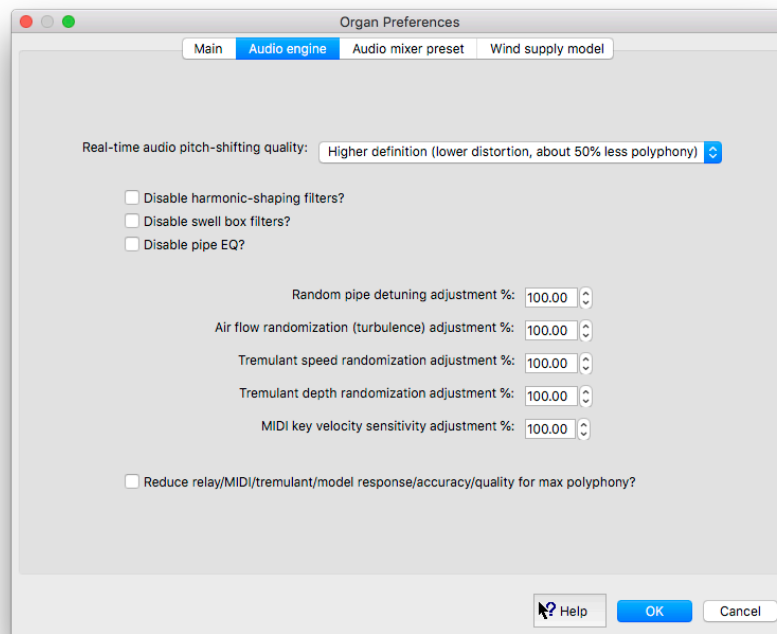 Organ Preferences
Main Audio engine Audio mixer preset Wind supply model
Real-time audio pitch-shifting quality: Higher definition (lower distortion, about 50% less polyphony)
Disable harmonic-shaping filters?
Disable swell box filters?
Disable pipe EQ?
Random pipe detuning adjustment %: 100.00
Air flow randomization (turbulence) adjustment %: 100.00
Tremulant speed randomization adjustment %: 100.00
Tremulant depth randomization adjustment %: 100.00
MIDI key velocity sensitivity adjustment %: 100.00
Reduce relay/MIDI/tremulant/model response/accuracy/quality for max polyphony?
? Help OK Cancel